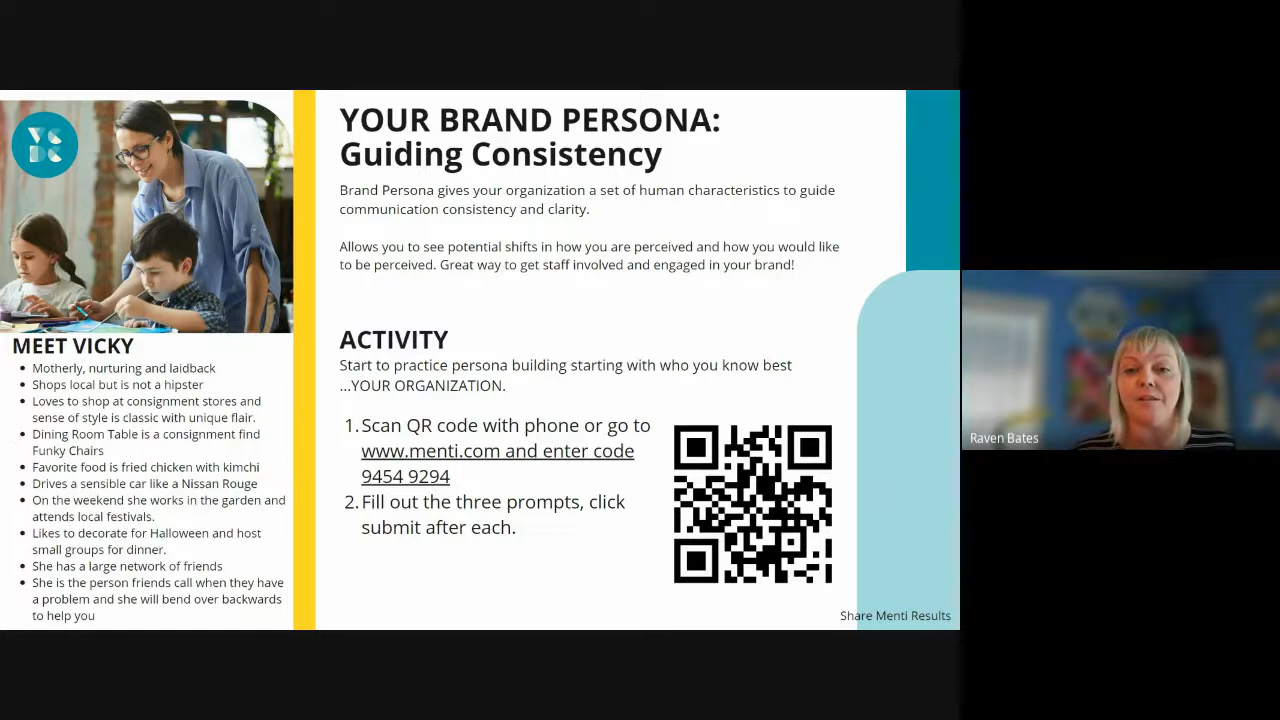 VC
DC
MEET VICKY
Motherly, nurturing and laidback
Shops local but is not a hipster
Loves to shop at consignment stores and
sense of style is classic with unique flair.
Dining Room Table is a consignment find
Funky Chairs
Favorite food is fried chicken with kimchi
Drives a sensible car like a Nissan Rouge
On the weekend she works in the garden and
attends local festivals.
Likes to decorate for Halloween and host
small groups for dinner.
She has a large network of friends
She is the person friends call when they have
a problem and she will bend over backwards
to help you
YOUR BRAND PERSONA:
Guiding Consistency
Brand Persona gives your organization a set of human characteristics to guide
communication consistency and clarity.
Allows you to see potential shifts in how you are perceived and how you would like
to be perceived. Great way to get staff involved and engaged in your brand!
ACTIVITY
Start to practice persona building starting with who you know best
...YOUR ORGANIZATION.
1. Scan QR code with phone or go to
www.menti.com and enter code
9454 9294
2. Fill out the three prompts, click
submit after each.
Share Menti Results
Raven Bates